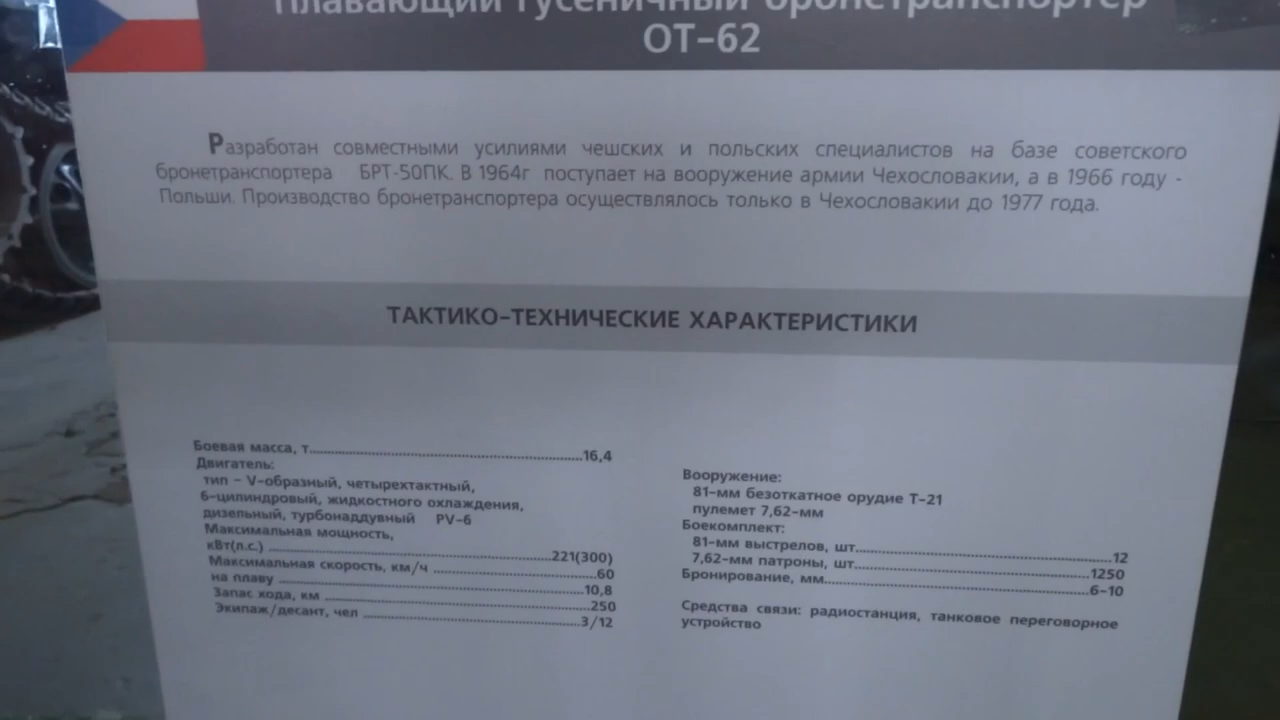 Плавающий гусеничный бронетранспортер
ОТ-62
Разработан совместными усилиями чешских и польских специалистов на базе советского
бронетранспортера БРТ-50ПК. В 1964г поступает на вооружение армии Чехословакии, а в 1966 году -
Польши. Производство бронетранспортера осуществлялось только в Чехословакии до 1977 года.
ТАКТИКО-ТЕХНИЧЕСКИЕ ХАРАКТЕРИСТИКИ
Боевая масса, т..........16,4
Двигатель:
тип - V-образный, четырехтактный,
6-цилиндровый, жидкостного охлаждения,
дизельный, турбонаддувный PV-6
Максимальная мощность,
кВт(л.с.) ..........221(300)
Максимальная скорость, км/ч ..........60
на плаву ..........10,8
Запас хода, км ..........250
Экипаж/десант, чел ..........3/12
Вооружение:
81-мм безоткатное орудие Т-21
пулемет 7,62-мм
Боекомплект:
81-мм выстрелов, шт..........12
7,62-мм патроны, шт..........1250
Бронирование, мм..........6-10
Средства связи: радиостанция, танковое переговорное
устройство